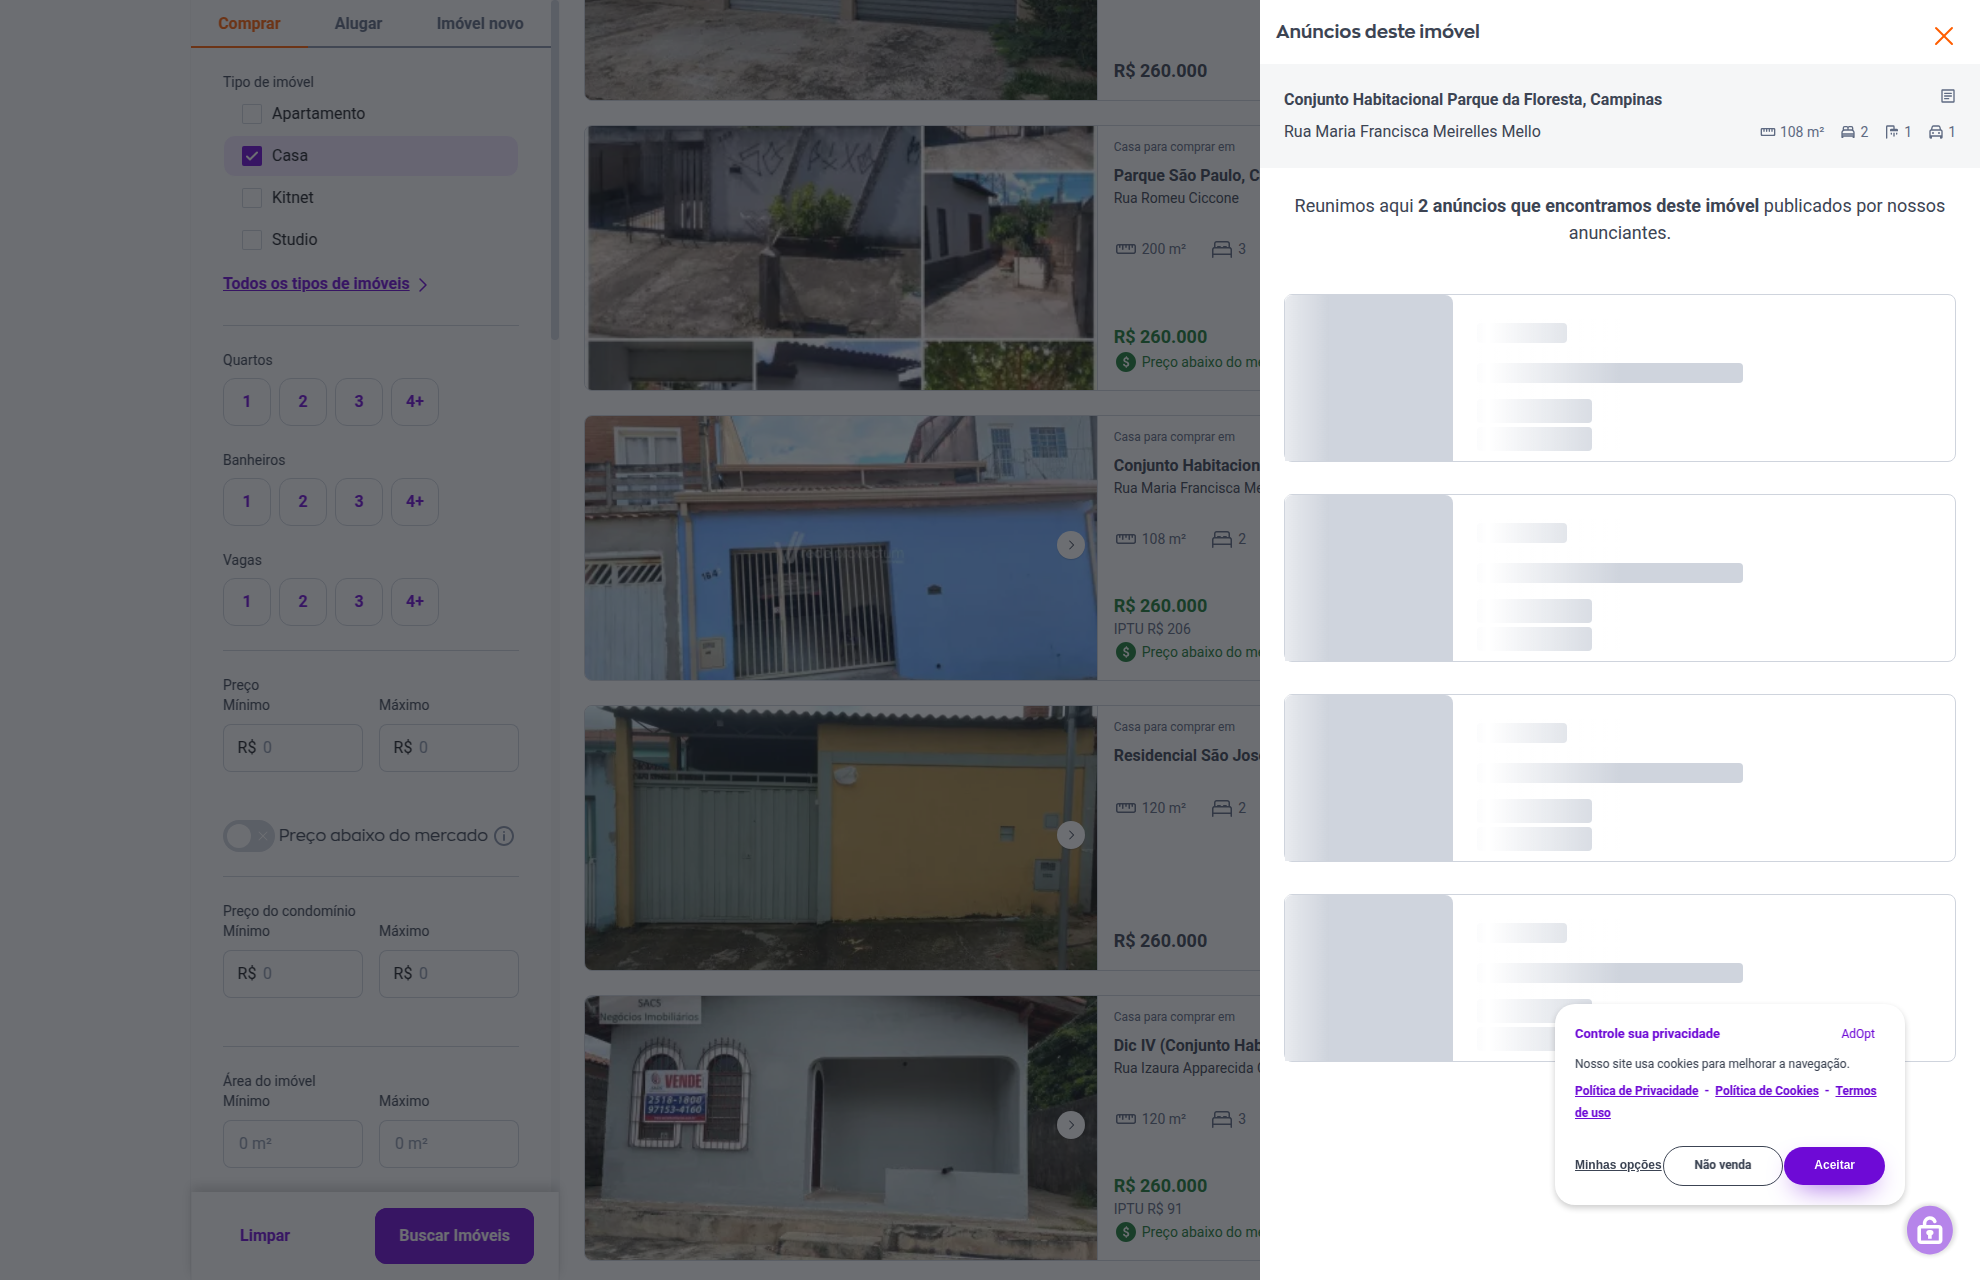 Comprar
Alugar
Imóvel novo
Tipo de imóvel
Apartamento
Casa
Kitnet
Studio
Todos os tipos de imóveis
Quartos
1 2 3 4+
Banheiros
1 2 3 4+
Vagas
1 2 3 4+
Preço
Mínimo Máximo
R$ 0 R$ 0
Preço abaixo do mercado
Preço do condomínio
Mínimo Máximo
R$ 0 R$ 0
Área do imóvel
Mínimo Máximo
0 m² 0 m²
Limpar
Buscar Imóveis
R$ 260.000
Casa para comprar em
Parque São Paulo, C
Rua Romeu Ciccone
200 m² 3
R$ 260.000
Preço abaixo do me
Casa para comprar em
Conjunto Habitacion
Rua Maria Francisca Me
108 m² 2
R$ 260.000
IPTU R$ 206
Preço abaixo do me
Casa para comprar em
Residencial São Jos
120 m² 2
R$ 260.000
SACS
Negócios Imobiliários
VENDE
2518-1800
97153-4160
Casa para comprar em
Dic IV (Conjunto Hab
Rua Izaura Aparecida
120 m² 3
R$ 260.000
IPTU R$ 91
Preço abaixo do me
Anúncios deste imóvel
Conjunto Habitacional Parque da Floresta, Campinas
Rua Maria Francisca Meirelles Mello
108 m² 2 1 1
Reunimos aqui 2 anúncios que encontramos deste imóvel publicados por nossos
anunciantes.
Controle sua privacidade
AdOpt
Nosso site usa cookies para melhorar a navegação.
Política de Privacidade - Política de Cookies - Termos
de uso
Minhas opções
Não venda
Aceitar